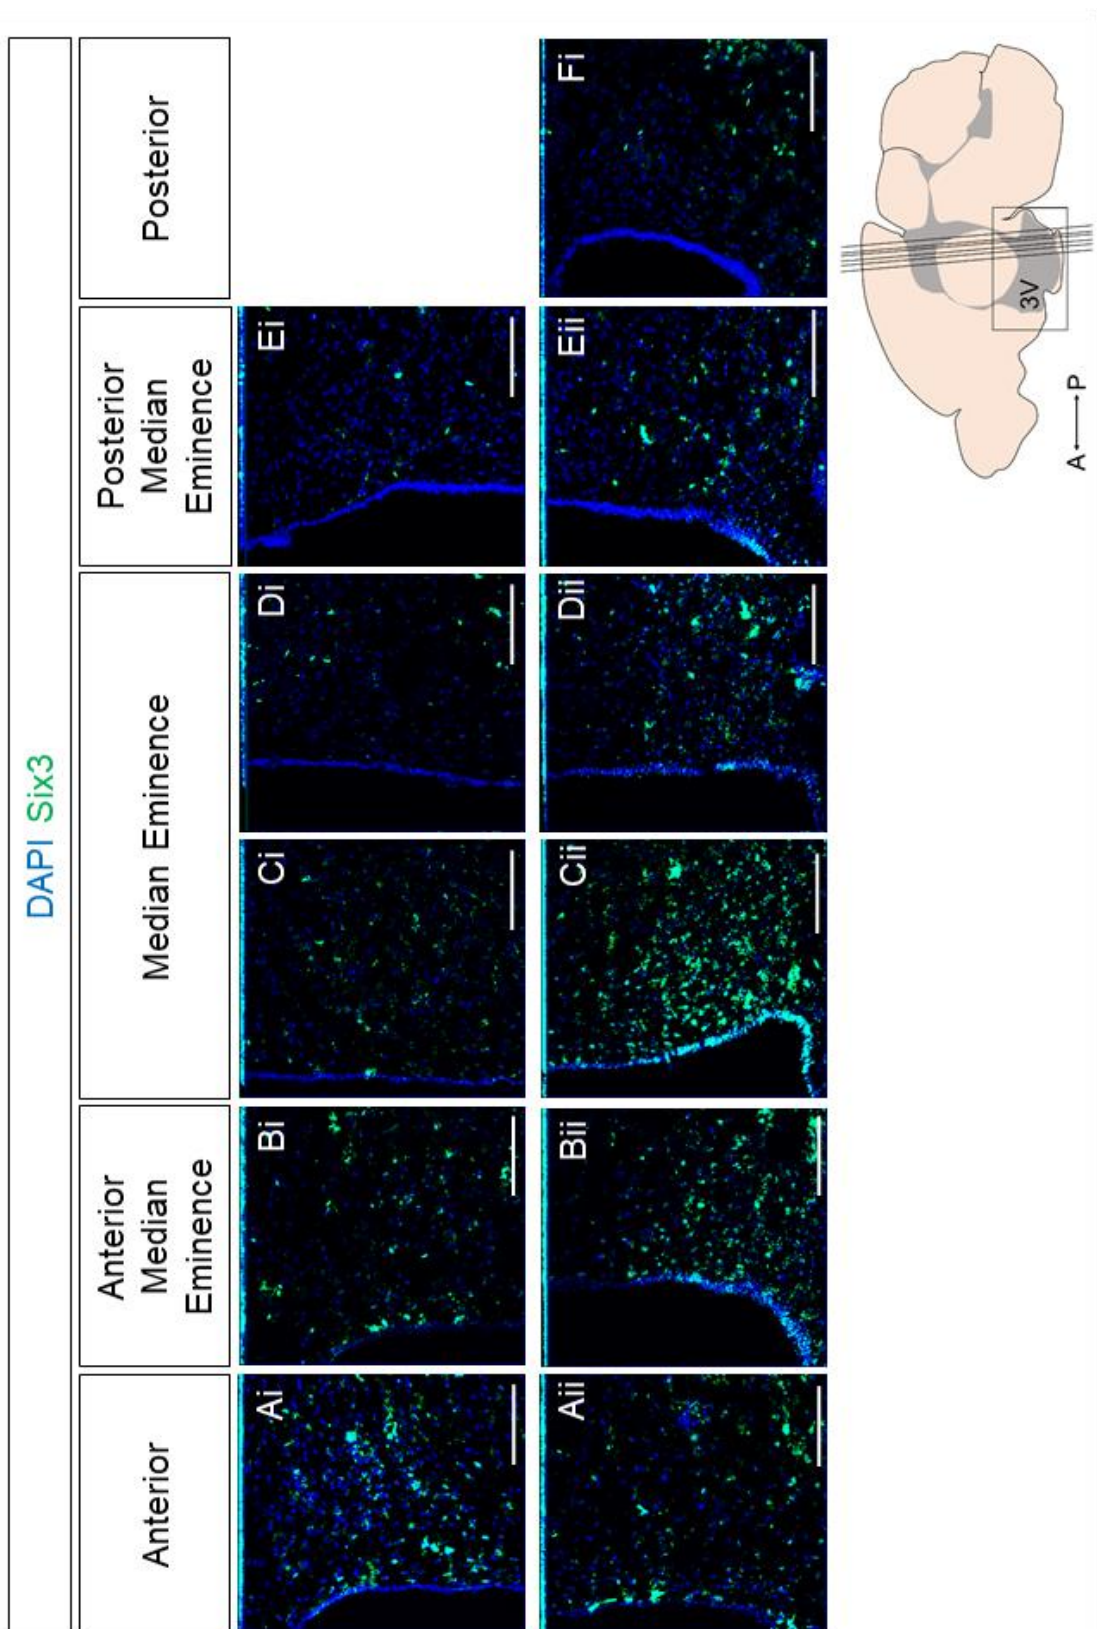 DAPI Six3
Anterior
Anterior
Median
Eminence
Median Eminence
Posterior
Median
Eminence
Posterior
Ai
Bi
Ci
Di
Ei
Aii
Bii
Cii
Dii
Eii
Fi
3V
A
P